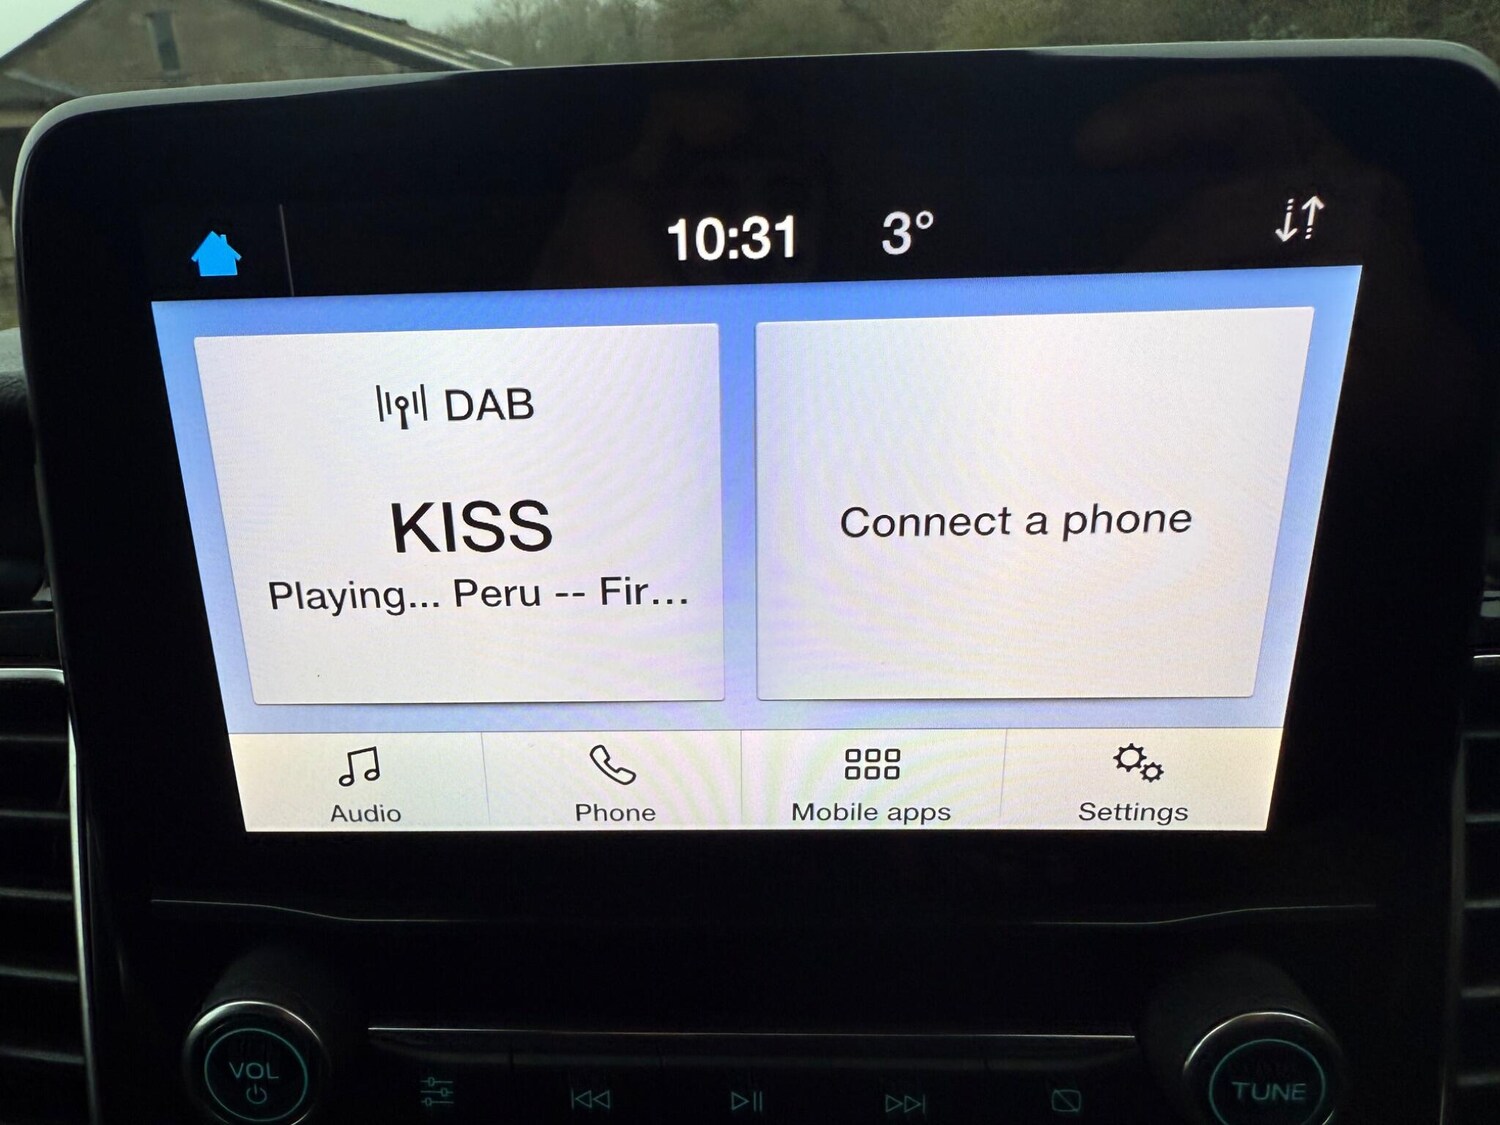 10:31 3°
DAB
KISS
Playing... Peru -- Fir...
Connect a phone
Audio Phone Mobile apps Settings
VOL
TUNE